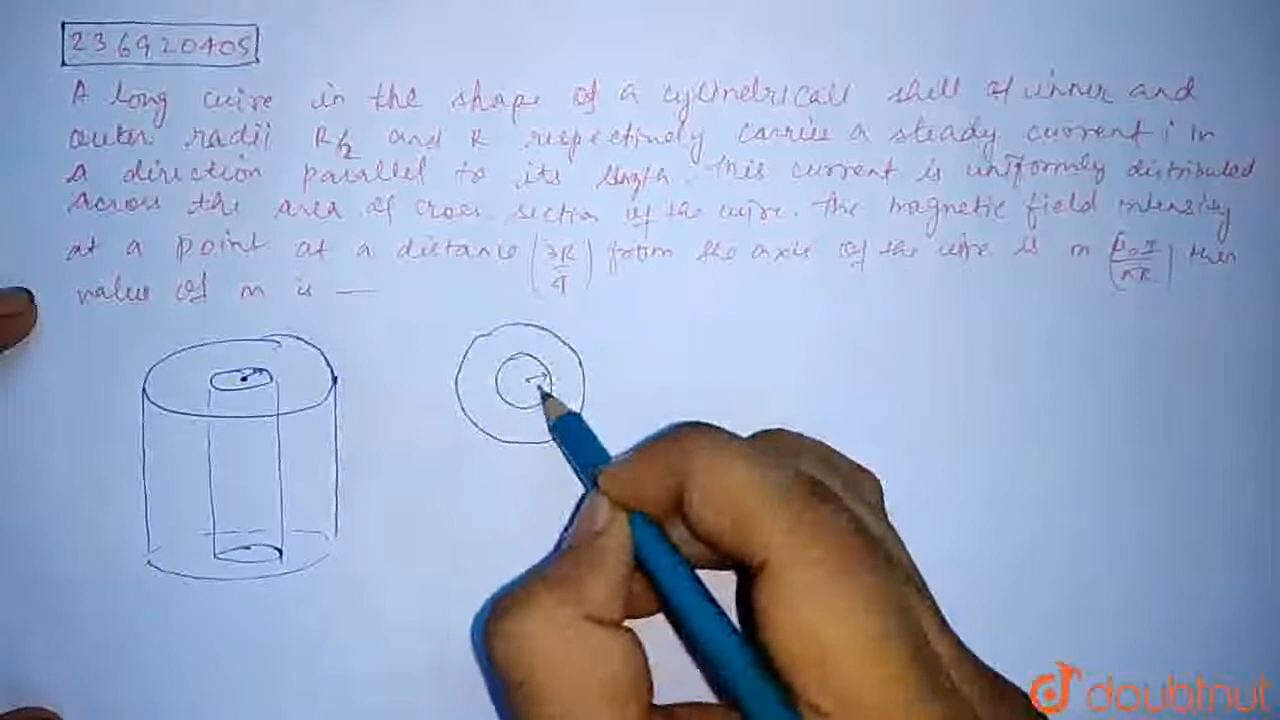 236920405
A long wire in the shape of a cylindrical shell of inner and
outer radii R/2 and R respectively carries a steady current i in
a direction parallel to its length. This current is uniformly distributed
across the area of cross section of the wire. The magnetic field intensity
at a point at a distance (3R/4) from the axis of the wire is m (μ0I/πR) then
value of m is —
doubtnut